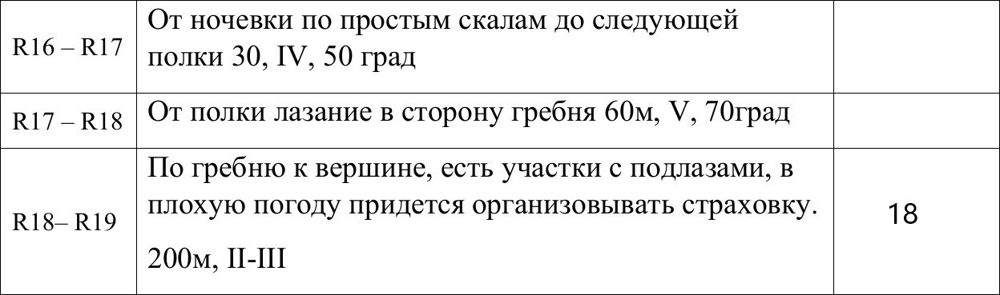 R16 – R17
От ночевки по простым скалам до следующей
полки 30, IV, 50 град
R17 – R18
От полки лазание в сторону гребня 60м, V, 70град
R18– R19
По гребню к вершине, есть участки с подлазами, в
плохую погоду придется организовывать страховку.
200м, II-III
18